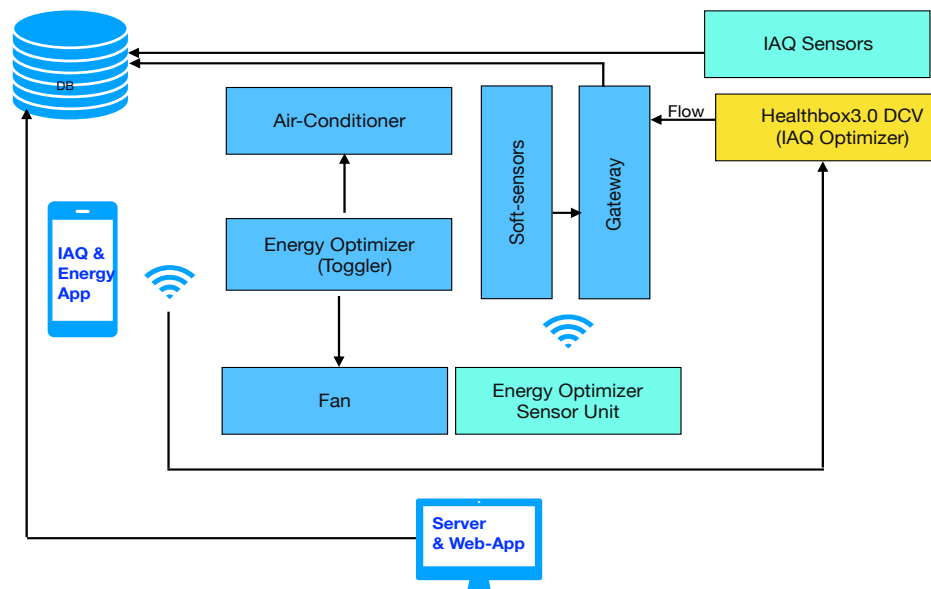 IAQ Sensors
DB
Flow
Healthbox3.0 DCV
(IAQ Optimizer)
Air-Conditioner
Soft-sensors
Gateway
IAQ &
Energy
App
Energy Optimizer
(Toggler)
Fan
Energy Optimizer
Sensor Unit
Server
& Web-App